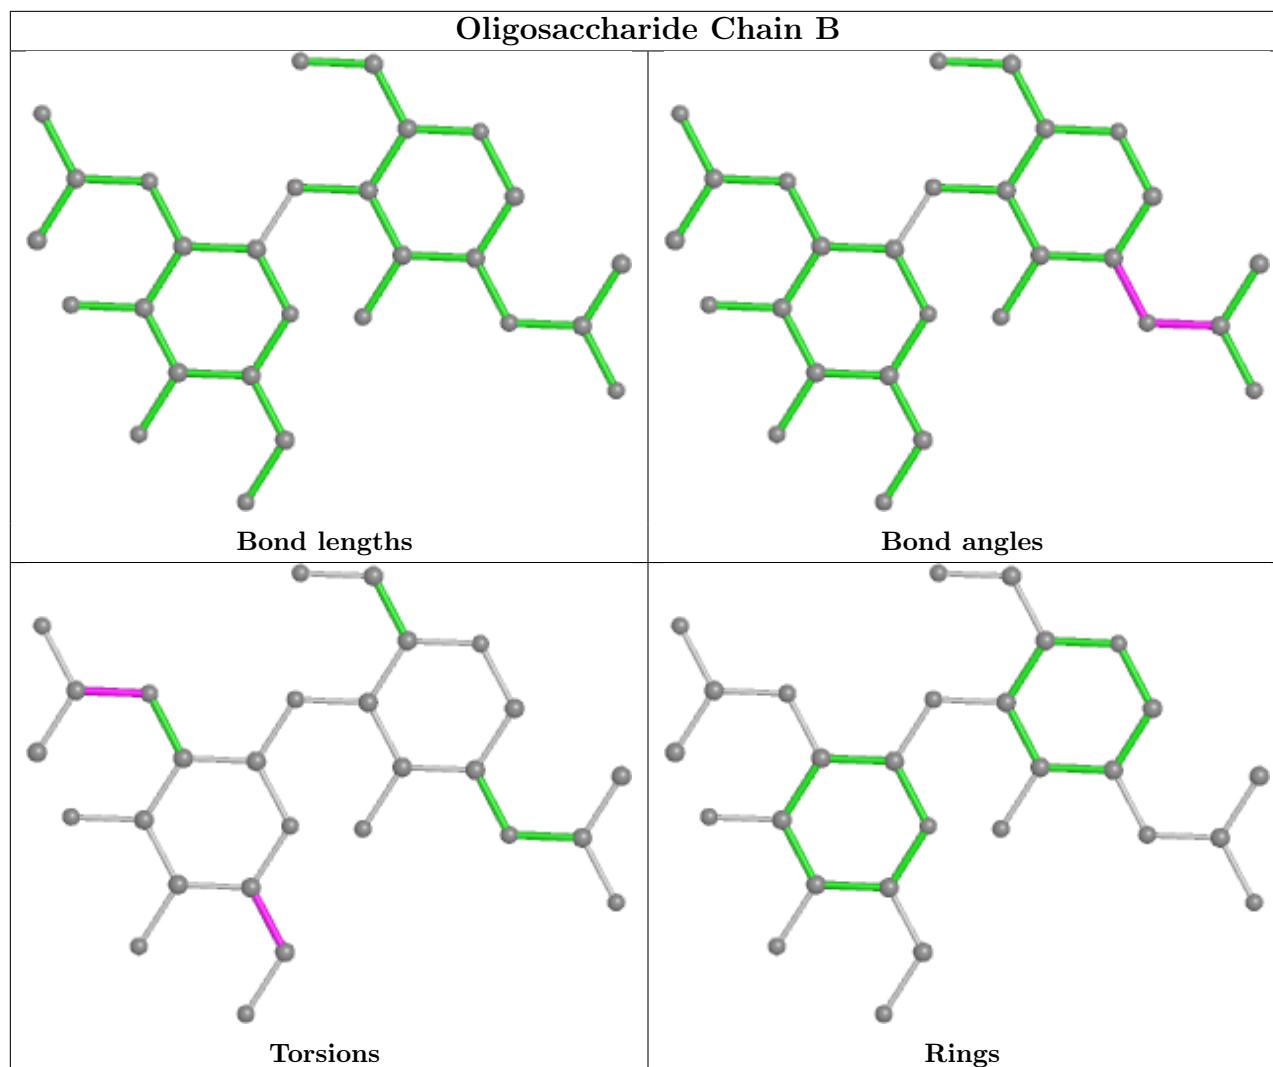 Oligosaccharide Chain B
Bond lengths
Bond angles
Torsions
Rings